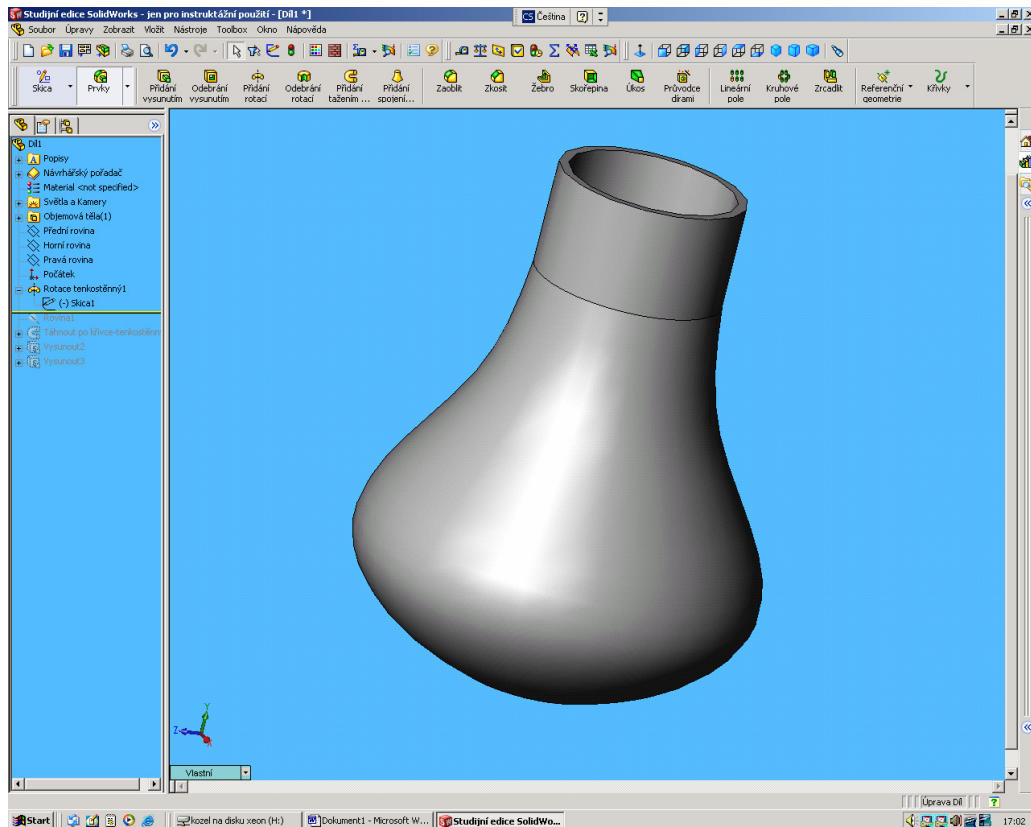 Studijní edice SolidWorks - jen pro instruktážní použití - [Díl1 *]
CS Čeština
Soubor Úpravy Zobrazit Vložit Nástroje Toolbox Okno Nápověda
Skica
Prvky
Přidání vysunutím
Odebrání vysunutím
Přidání rotací
Odebrání rotací
Přidání tažením ...
Přidání spojení...
Zaoblit
Zkosit
Žebro
Skořepina
Úkos
Průvodce dírami
Lineární pole
Kruhové pole
Zrcadlit
Referenční geometrie
Křivky
Díl1
Popisy
Návrhářský pořadač
Material <not specified>
Světla a Kamery
Objemová těla(1)
Přední rovina
Horní rovina
Pravá rovina
Počátek
Rotace tenkostěnný1
(-) Skica1
Rovina1
Táhnout po křivce-tenkostěnn
Vysunout2
Vysunout3
Y
Z
X
Vlastní
Úprava Díl
Start
kozel na disku xeon (H:)
Dokument1 - Microsoft W...
Studijní edice SolidWo...
17:02